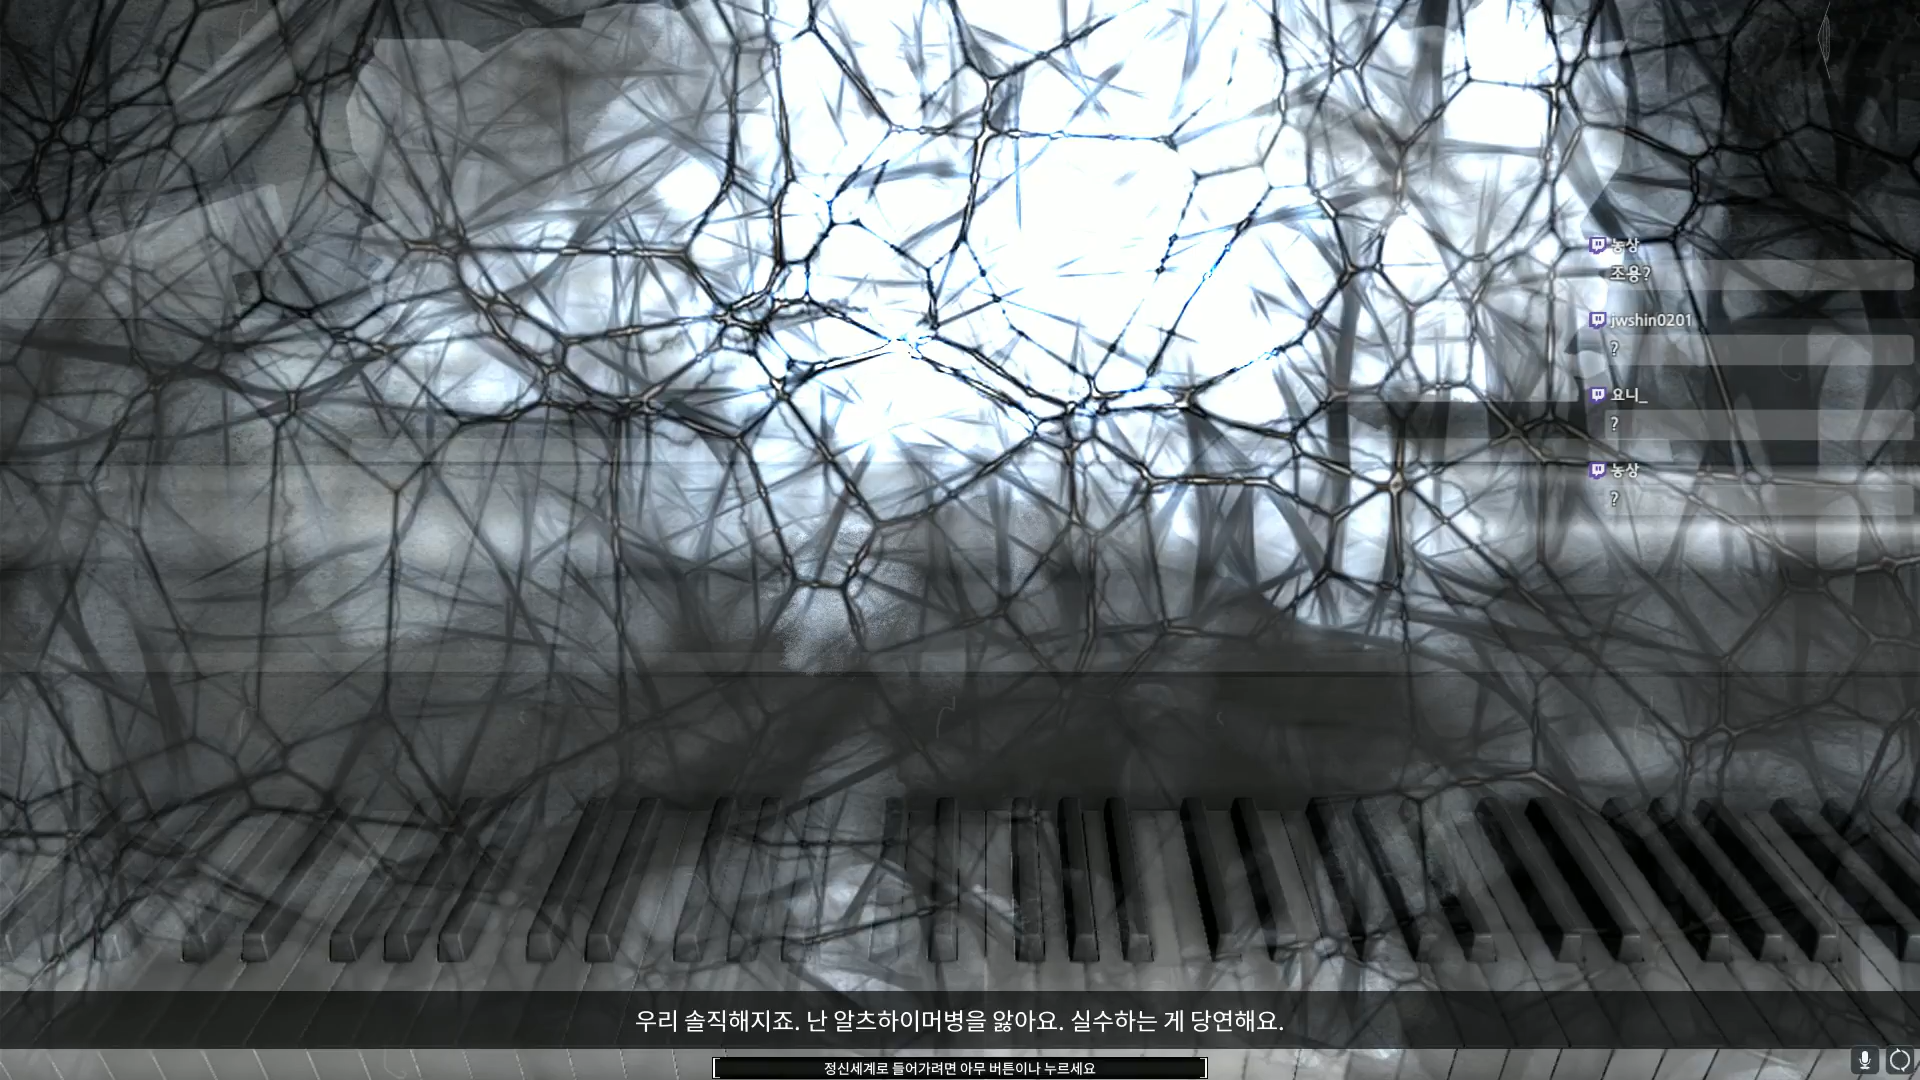 농상
조용?
jwshin0201
?
요니_
?
농상
?
우리 솔직해지죠. 난 알츠하이머병을 앓아요. 실수하는 게 당연해요.
정신세계로 들어가려면 아무 버튼이나 누르세요